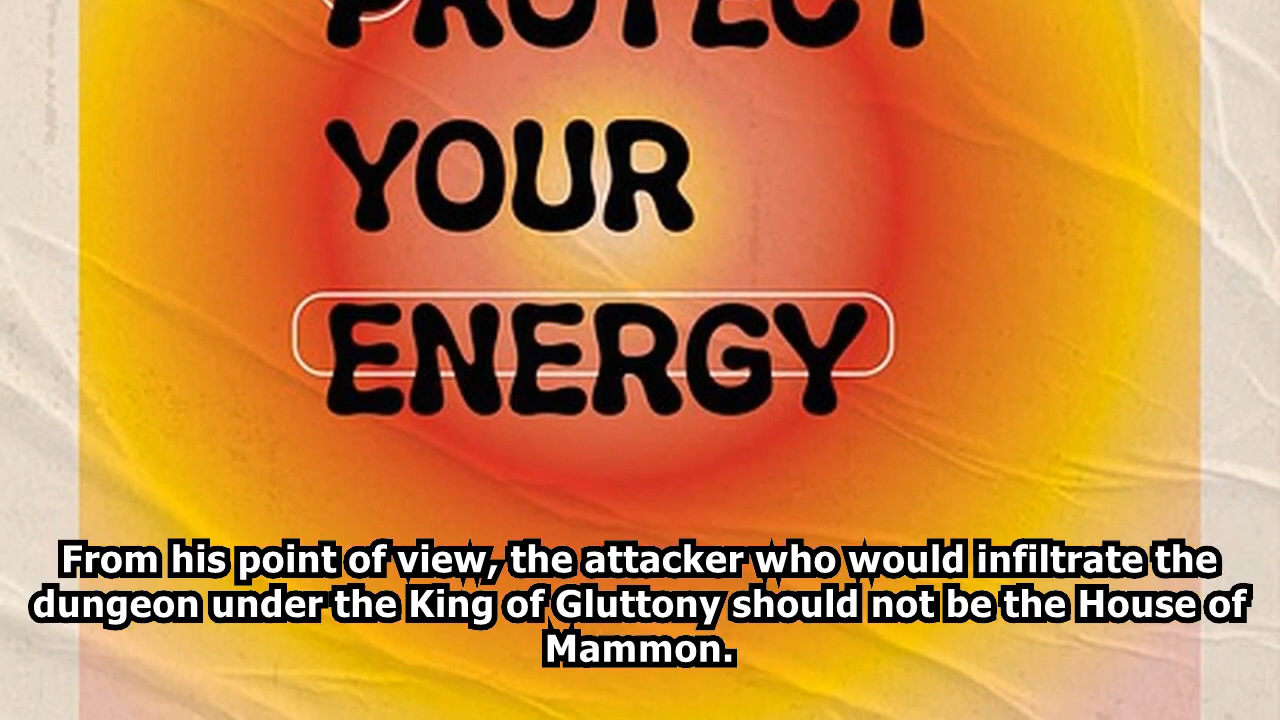 PROTECT
YOUR
ENERGY
From his point of view, the attacker who would infiltrate the
dungeon under the King of Gluttony should not be the House of
Mammon.